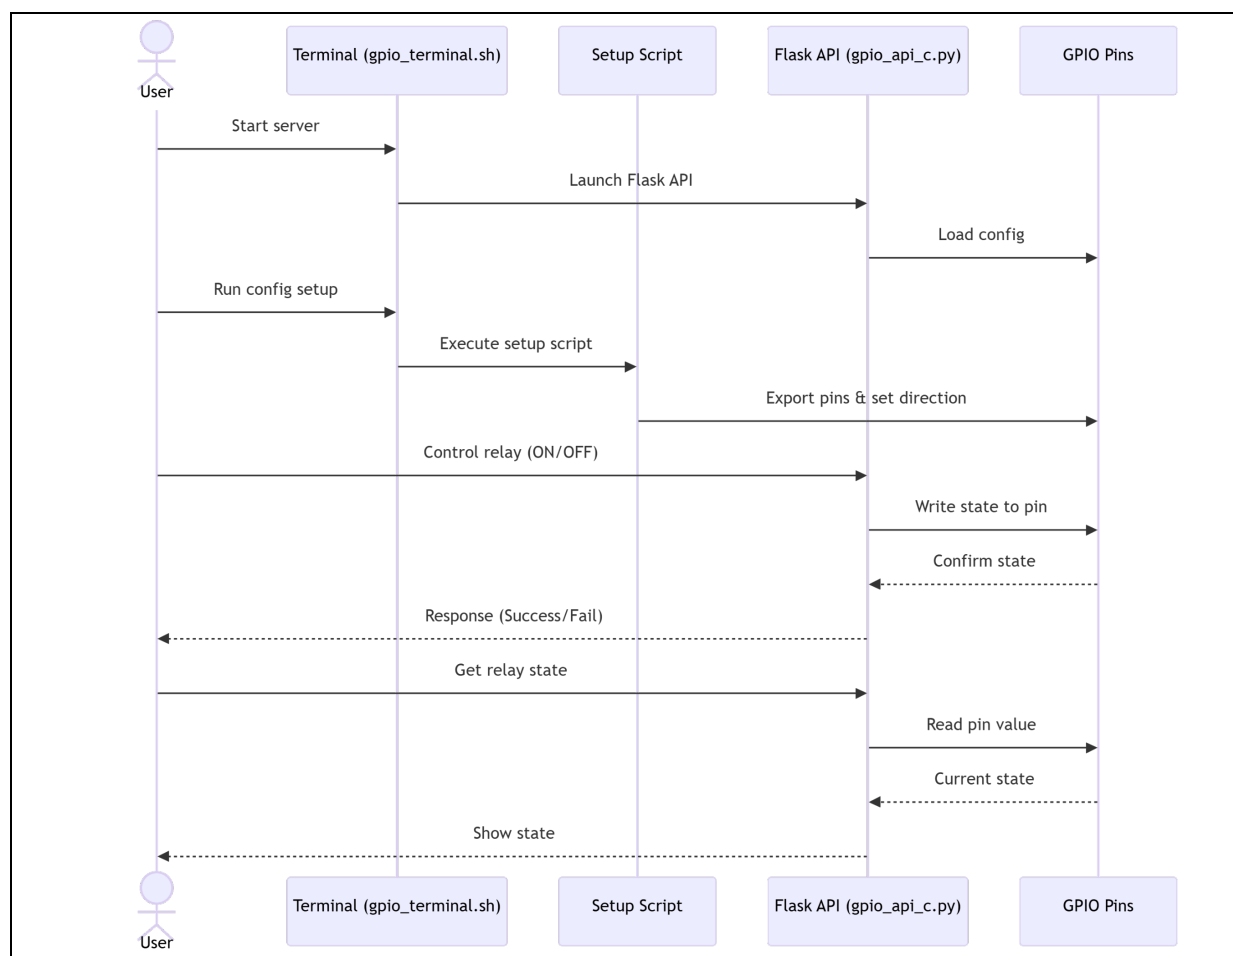 Terminal (gpio_terminal.sh)
Setup Script
Flask API (gpio_api_c.py)
GPIO Pins
User
Start server
Launch Flask API
Load config
Run config setup
Execute setup script
Export pins & set direction
Control relay (ON/OFF)
Write state to pin
Confirm state
Response (Success/Fail)
Get relay state
Read pin value
Current state
Show state
Terminal (gpio_terminal.sh)
Setup Script
Flask API (gpio_api_c.py)
GPIO Pins
User